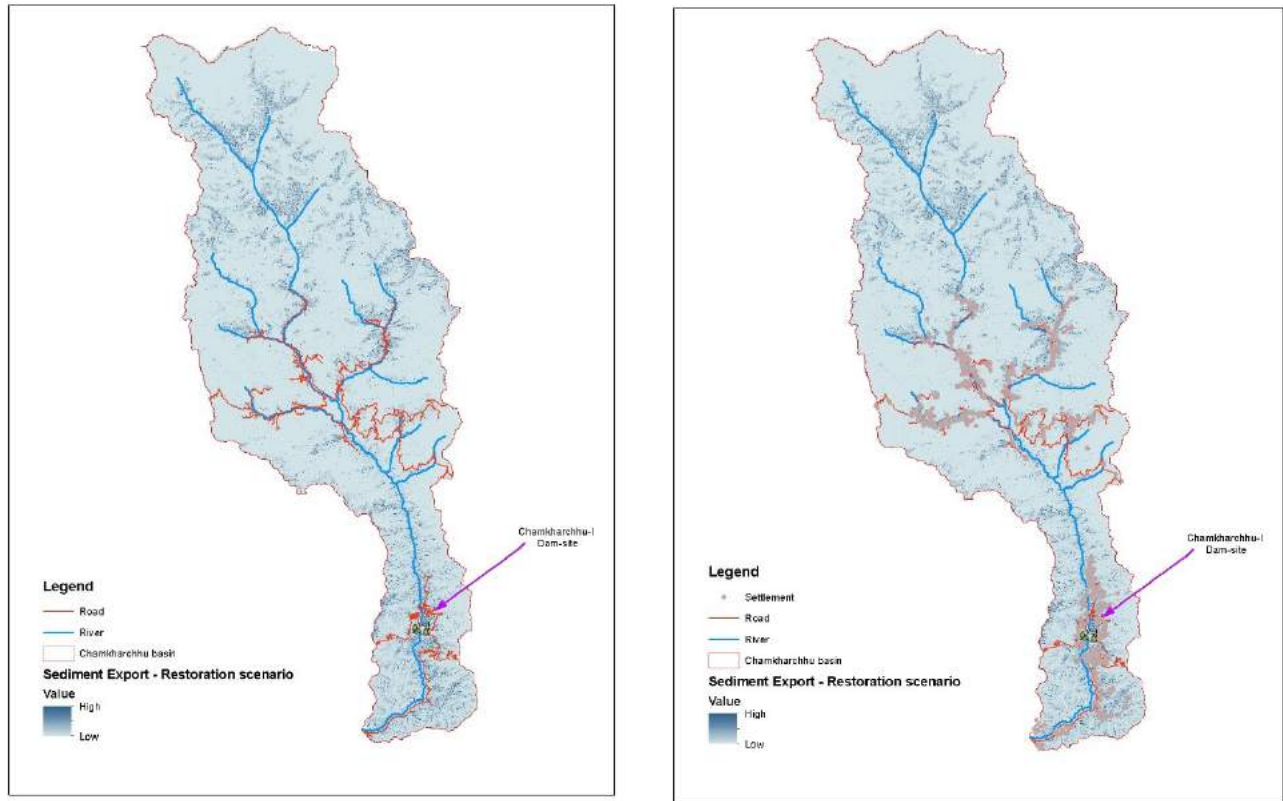 Chamkharchhu-I
Dam-site
Legend
Road
River
Chamkharchhu basin
Sediment Export - Restoration scenario
Value
High
Low
Chamkharchhu-I
Dam-site
Legend
Settlement
Road
River
Chamkharchhu basin
Sediment Export - Restoration scenario
Value
High
Low